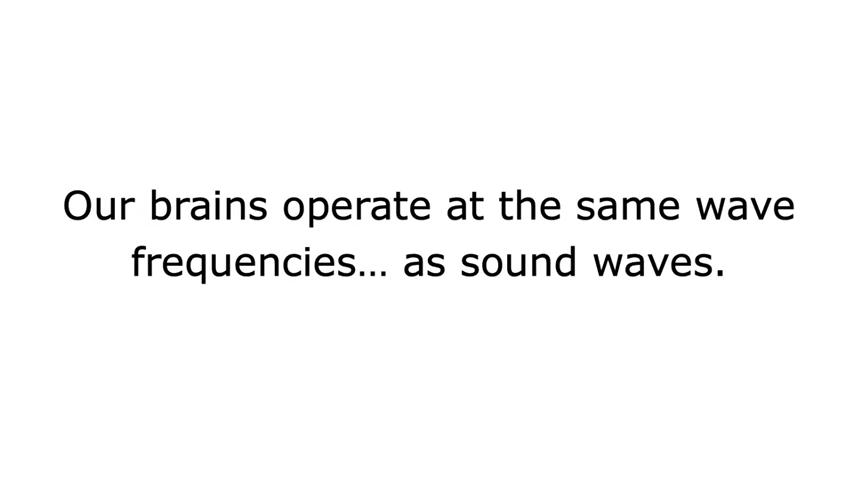 Our brains operate at the same wave
frequencies… as sound waves.